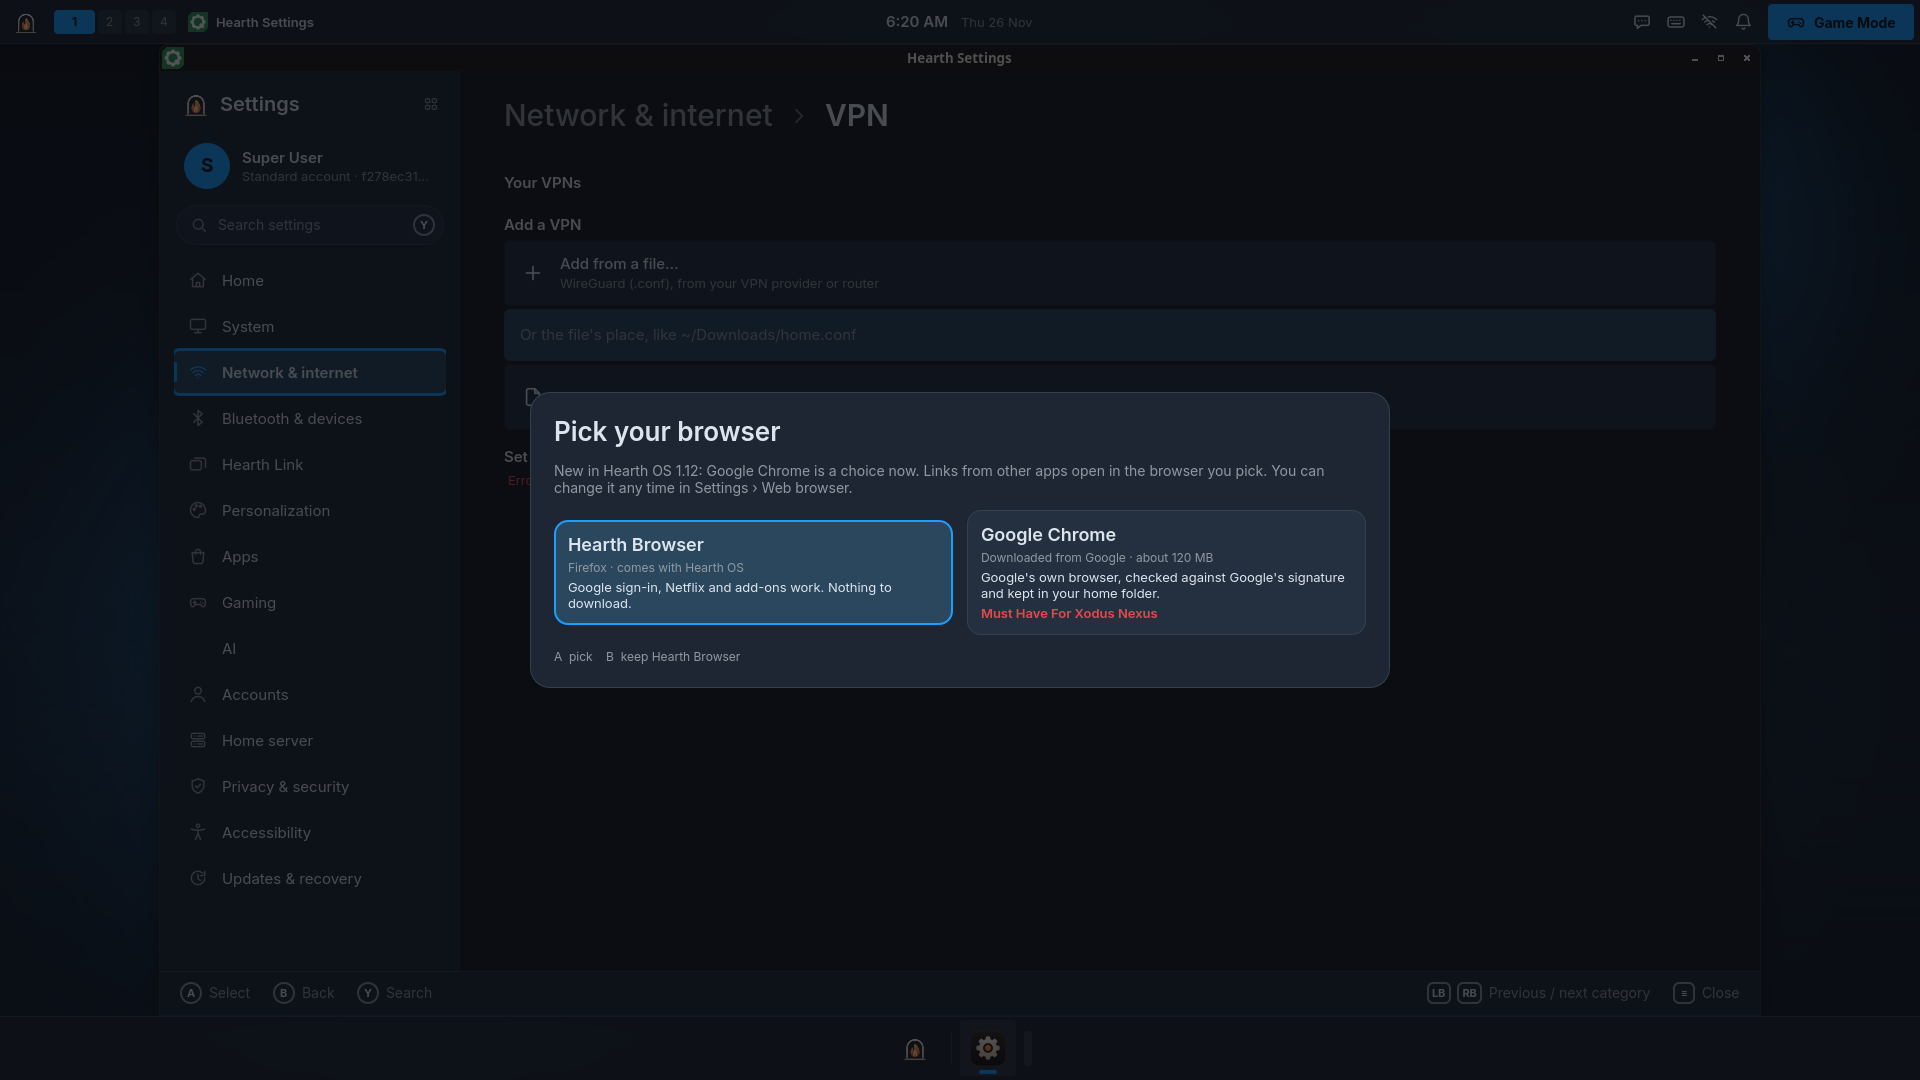 1 2 3 4 Hearth Settings
6:20 AM Thu 26 Nov
Game Mode
Hearth Settings
Settings
S
Super User
Standard account · f278ec31...
Search settings Y
Home
System
Network & internet
Bluetooth & devices
Hearth Link
Personalization
Apps
Gaming
AI
Accounts
Home server
Privacy & security
Accessibility
Updates & recovery
Network & internet › VPN
Your VPNs
Add a VPN
Add from a file...
WireGuard (.conf), from your VPN provider or router
Or the file's place, like ~/Downloads/home.conf
Set
Pick your browser
New in Hearth OS 1.12: Google Chrome is a choice now. Links from other apps open in the browser you pick. You can
change it any time in Settings › Web browser.
Hearth Browser
Firefox · comes with Hearth OS
Google sign-in, Netflix and add-ons work. Nothing to
download.
Google Chrome
Downloaded from Google · about 120 MB
Google's own browser, checked against Google's signature
and kept in your home folder.
Must Have For Xodus Nexus
A pick B keep Hearth Browser
A Select B Back Y Search
LB RB Previous / next category Close